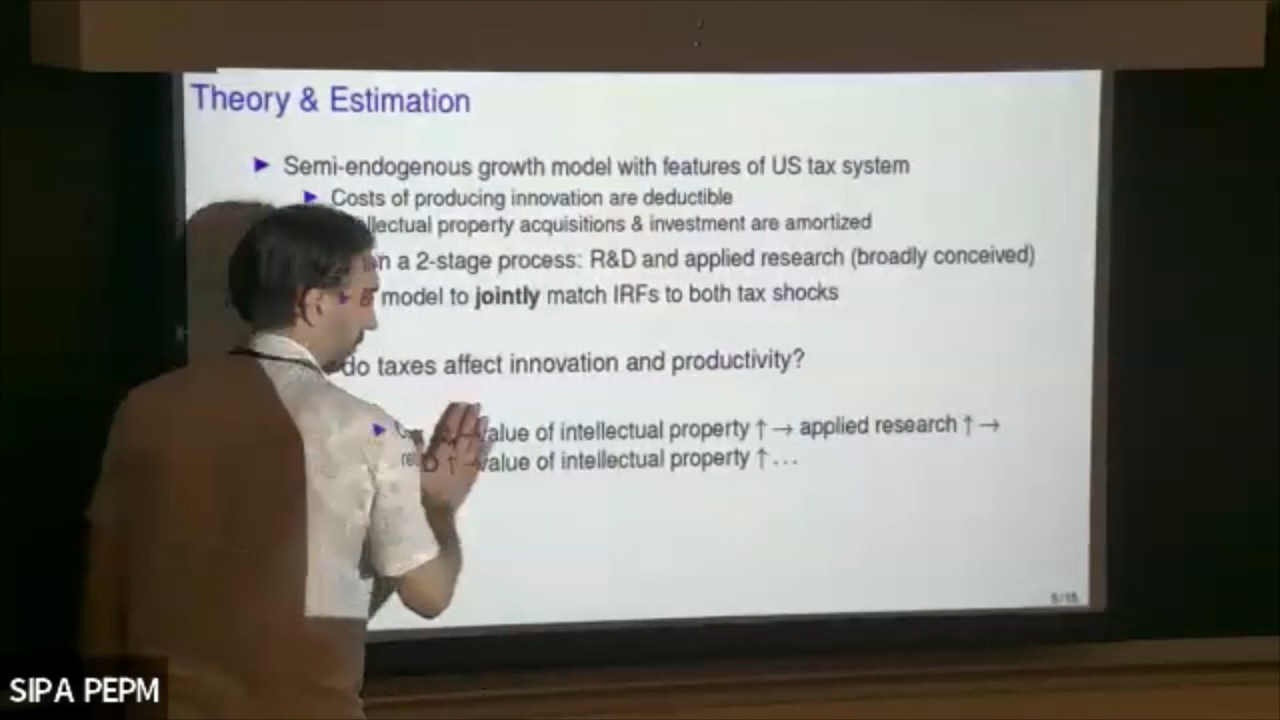 Theory & Estimation
► Semi-endogenous growth model with features of US tax system
► Costs of producing innovation are deductible
llectual property acquisitions & investment are amortized
n a 2-stage process: R&D and applied research (broadly conceived)
model to jointly match IRFs to both tax shocks
do taxes affect innovation and productivity?
► value of intellectual property ↑ → applied research ↑ →
↑ value of intellectual property ↑ ...
SIPA PEPM